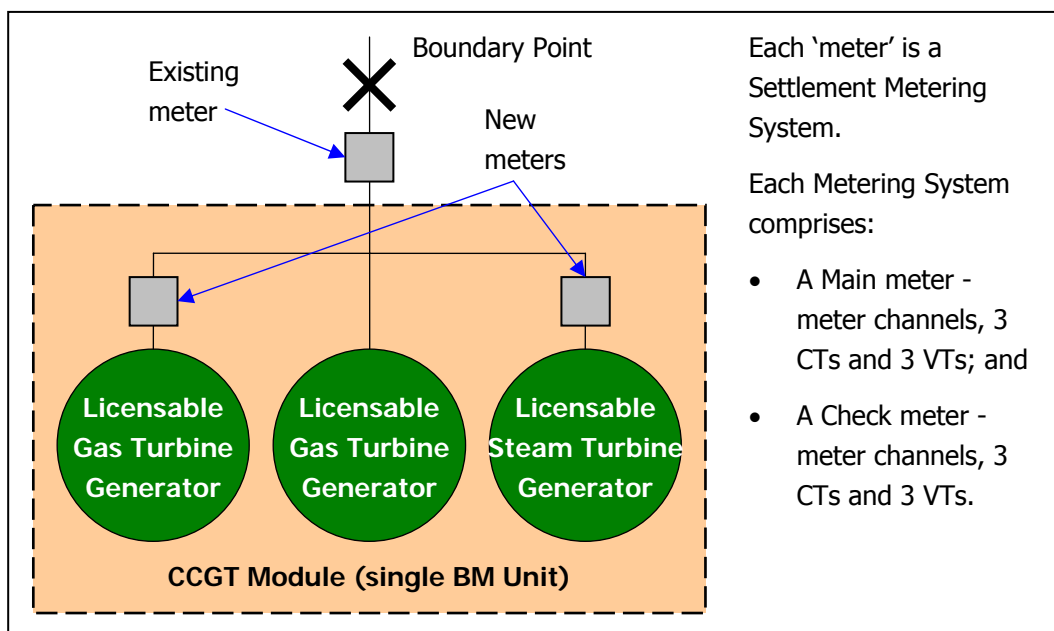 Boundary Point
Existing
meter
New
meters
Licensable
Gas Turbine
Generator
Licensable
Gas Turbine
Generator
Licensable
Steam Turbine
Generator
CCGT Module (single BM Unit)
Each ‘meter’ is a
Settlement Metering
System.
Each Metering System
comprises:
• A Main meter -
meter channels, 3
CTs and 3 VTs; and
• A Check meter -
meter channels, 3
CTs and 3 VTs.